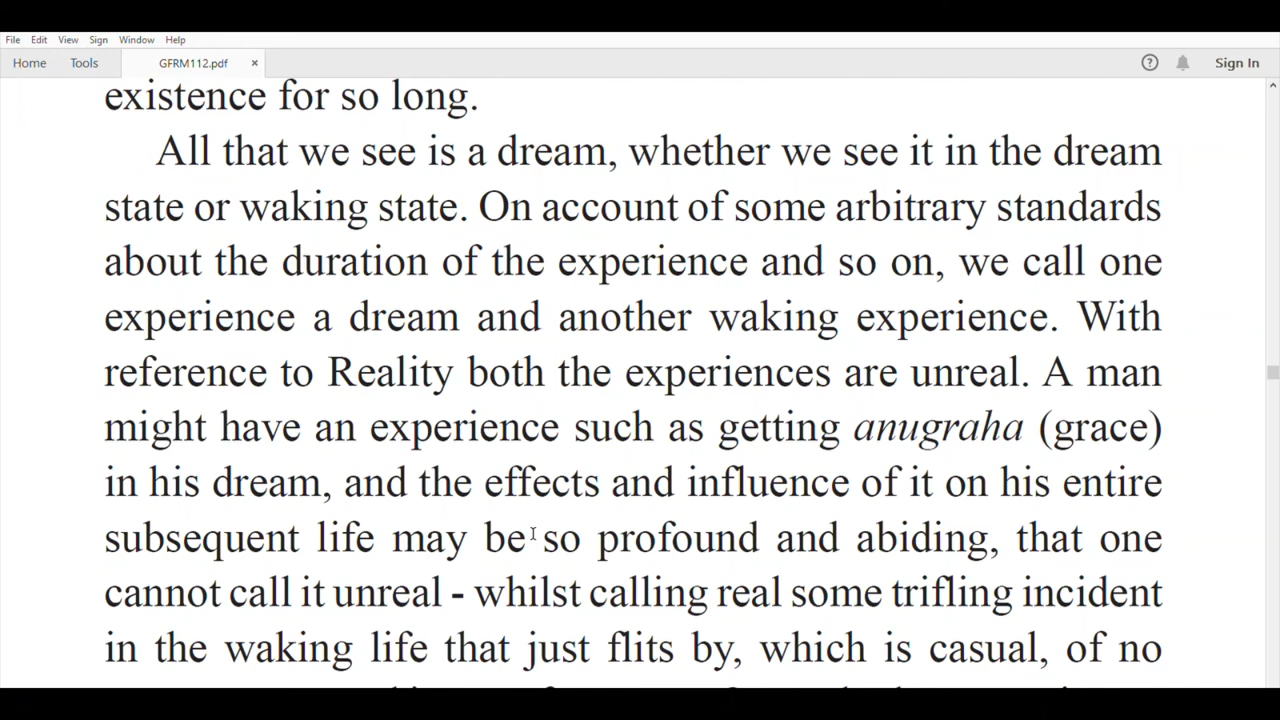 File Edit View Sign Window Help
Home Tools GFRM112.pdf × ? Sign In
existence for so long.
All that we see is a dream, whether we see it in the dream
state or waking state. On account of some arbitrary standards
about the duration of the experience and so on, we call one
experience a dream and another waking experience. With
reference to Reality both the experiences are unreal. A man
might have an experience such as getting anugraha (grace)
in his dream, and the effects and influence of it on his entire
subsequent life may be so profound and abiding, that one
cannot call it unreal - whilst calling real some trifling incident
in the waking life that just flits by, which is casual, of no